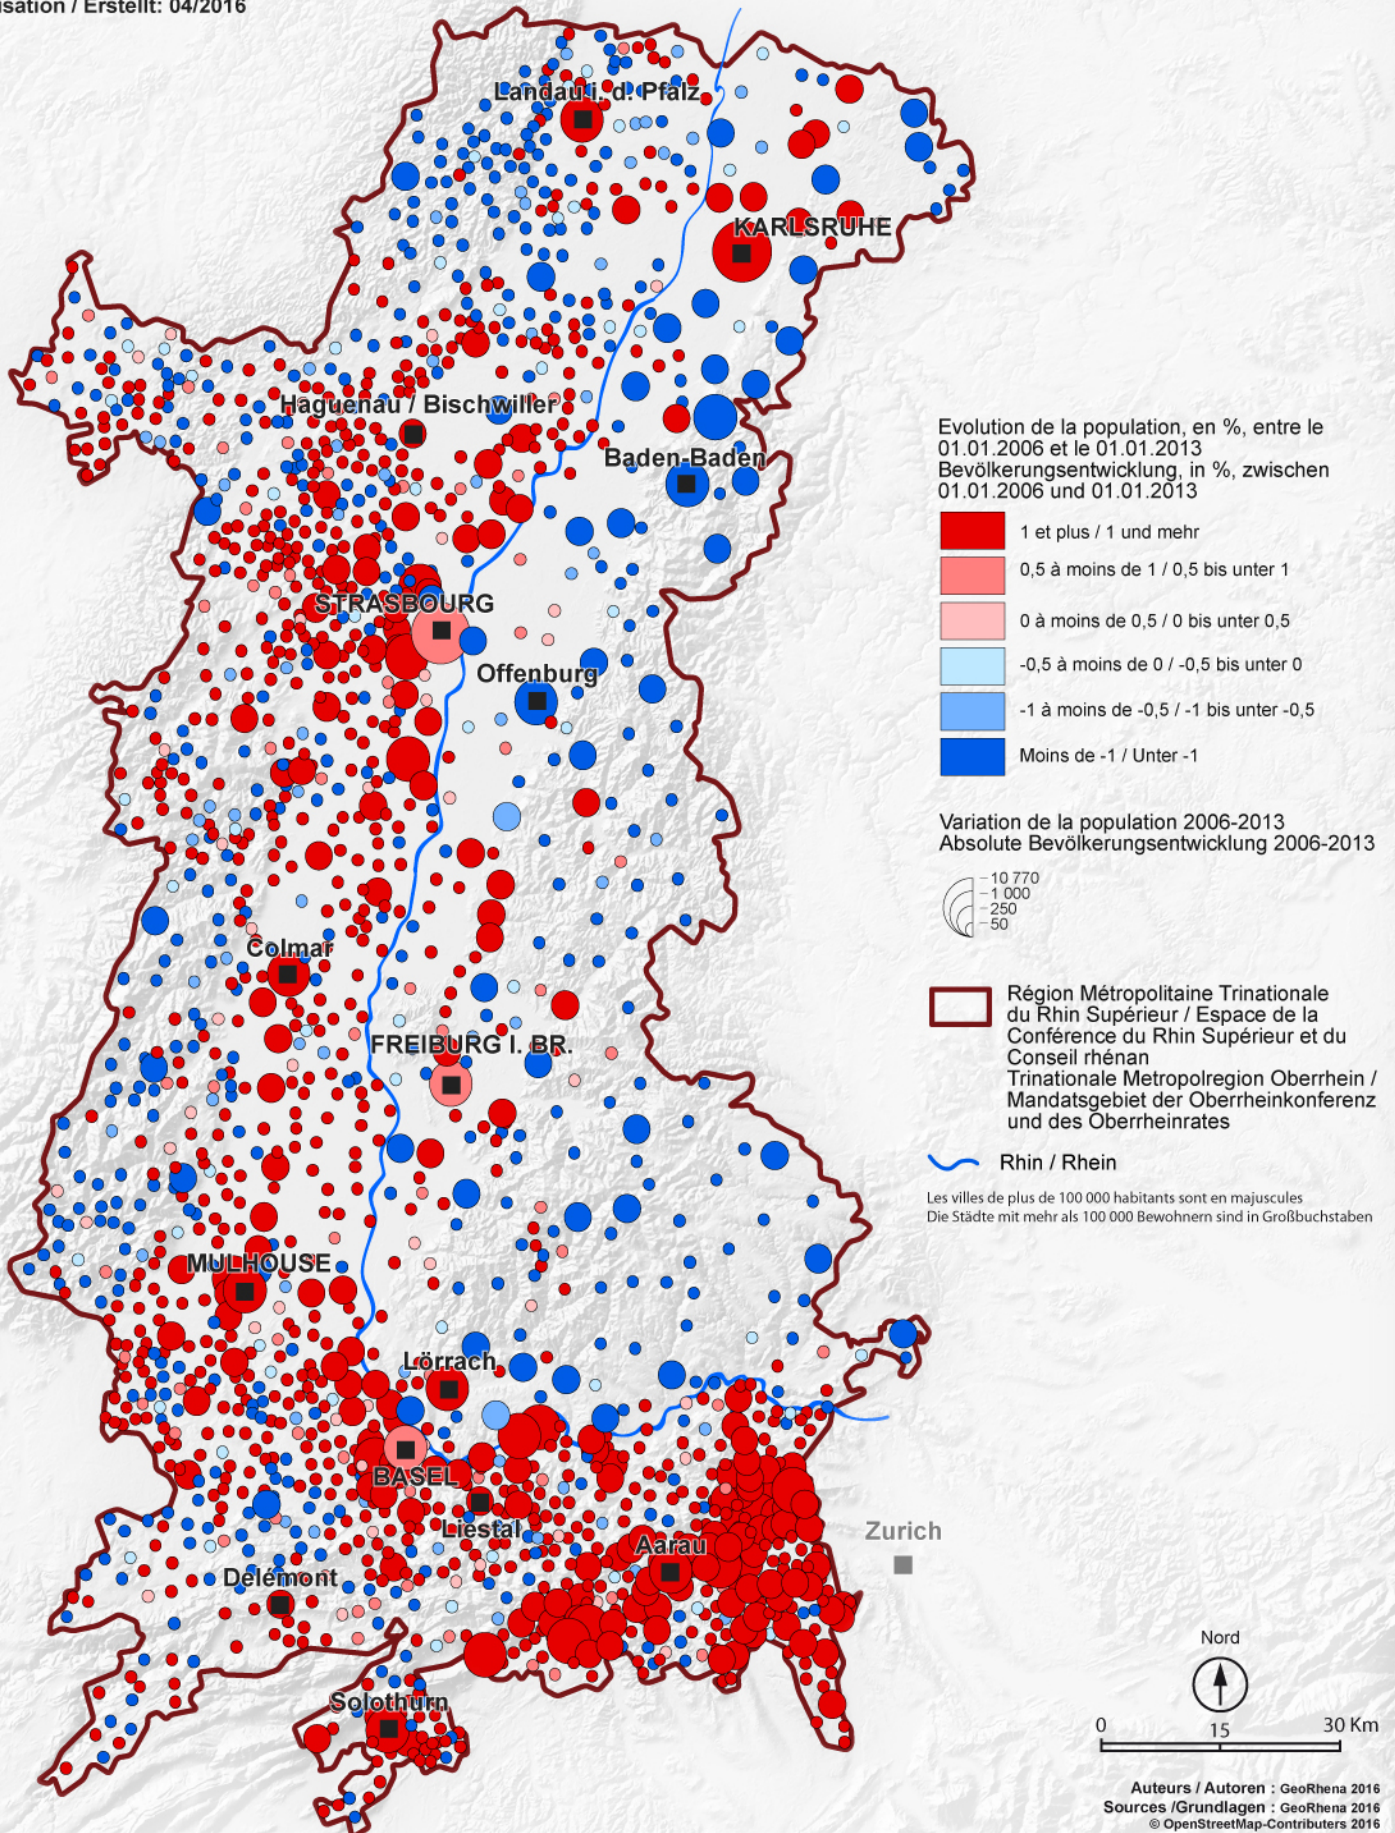 isation / Erstellt: 04/2016
Landau i. d. Pfalz
KARLSRUHE
Haguenau / Bischwiller
Baden-Baden
STRASBOURG
Offenburg
Colmar
FREIBURG I. BR.
MULHOUSE
Lörrach
BASEL
Liestal
Aarau
Zurich
Delémont
Solothurn
Evolution de la population, en %, entre le
01.01.2006 et le 01.01.2013
Bevölkerungsentwicklung, in %, zwischen
01.01.2006 und 01.01.2013
1 et plus / 1 und mehr
0,5 à moins de 1 / 0,5 bis unter 1
0 à moins de 0,5 / 0 bis unter 0,5
-0,5 à moins de 0 / -0,5 bis unter 0
-1 à moins de -0,5 / -1 bis unter -0,5
Moins de -1 / Unter -1
Variation de la population 2006-2013
Absolute Bevölkerungsentwicklung 2006-2013
10 770
1 000
250
50
Région Métropolitaine Trinationale
du Rhin Supérieur / Espace de la
Conférence du Rhin Supérieur et du
Conseil rhénan
Trinationale Metropolregion Oberrhein /
Mandatsgebiet der Oberrheinkonferenz
und des Oberrheinrates
Rhin / Rhein
Les villes de plus de 100 000 habitants sont en majuscules
Die Städte mit mehr als 100 000 Bewohnern sind in Großbuchstaben
Nord
0 15 30 Km
Auteurs / Autoren : GeoRhena 2016
Sources /Grundlagen : GeoRhena 2016
© OpenStreetMap-Contributers 2016